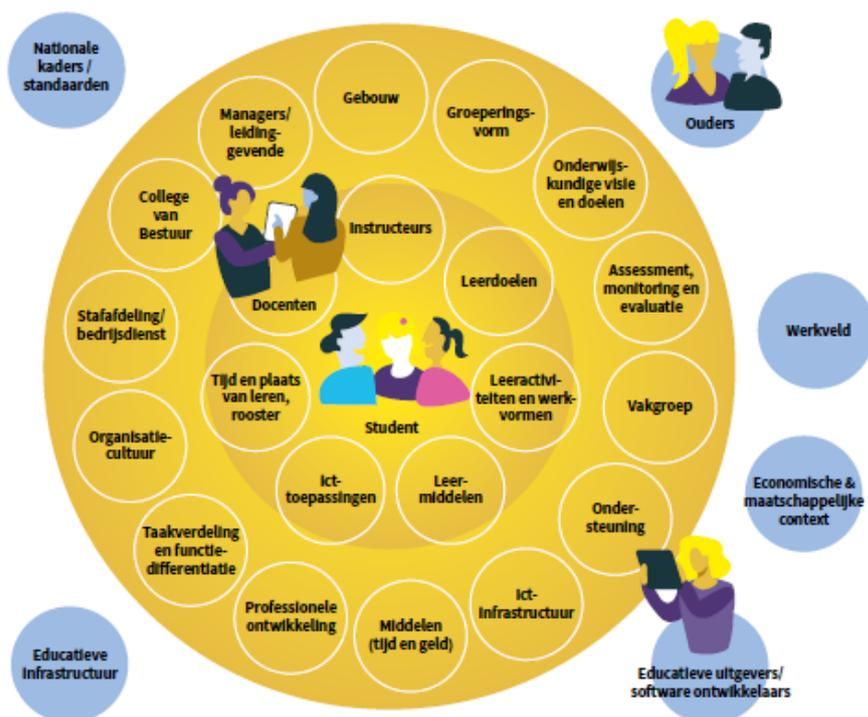 Nationale
kaders /
standaarden
Ouders
Gebouw
Managers/
leiding-
gevende
Groeperings-
vorm
Onderwijs-
kundige visie
en doelen
College
van
Bestuur
Instructeurs
Leerdoelen
Assessment,
monitoring en
evaluatie
Docenten
Stafafdeling/
bedrijsdienst
Werkveld
Tijd en plaats
van leren,
rooster
Student
Leeractivi-
teiten en werk-
vormen
Vakgroep
Organisatie-
cultuur
Ict-
toepassingen
Leer-
middelen
Economische &
maatschappelijke
context
Onder-
steuning
Taakverdeling
en functie-
differentiatie
Professionele
ontwikkeling
Middelen
(tijd en geld)
Ict-
infrastructuur
Educatieve
infrastructuur
Educatieve uitgevers/
software ontwikkelaars